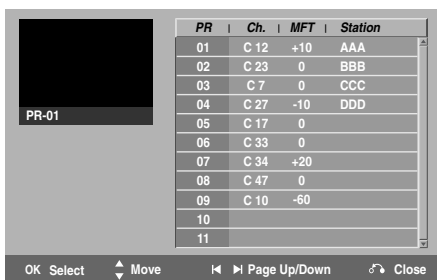 PR | Ch. | MFT | Station
01 C 12 +10 AAA
02 C 23 0 BBB
03 C 7 0 CCC
04 C 27 -10 DDD
05 C 17 0
06 C 33 0
07 C 34 +20
08 C 47 0
09 C 10 -60
10
11
PR-01
OK Select Move Page Up/Down Close